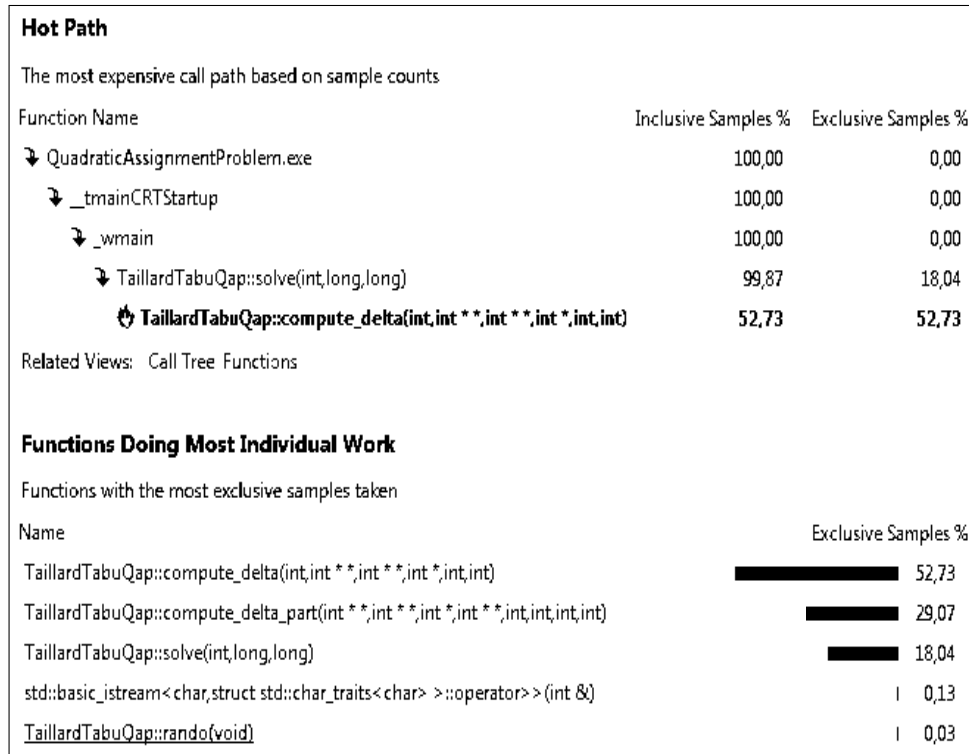 Hot Path
The most expensive call path based on sample counts
Function Name Inclusive Samples % Exclusive Samples %
QuadraticAssignmentProblem.exe 100,00 0,00
__tmainCRTStartup 100,00 0,00
_wmain 100,00 0,00
TaillardTabuQap::solve(int,long,long) 99,87 18,04
TaillardTabuQap::compute_delta(int,int * *,int * *,int *,int,int) 52,73 52,73
Related Views: Call Tree Functions
Functions Doing Most Individual Work
Functions with the most exclusive samples taken
Name Exclusive Samples %
TaillardTabuQap::compute_delta(int,int * *,int * *,int *,int,int) 52,73
TaillardTabuQap::compute_delta_part(int * *,int * *,int *,int * *,int,int,int,int) 29,07
TaillardTabuQap::solve(int,long,long) 18,04
std::basic_istream<char,struct std::char_traits<char> >::operator>>(int &) 0,13
TaillardTabuQap::rando(void) 0,03